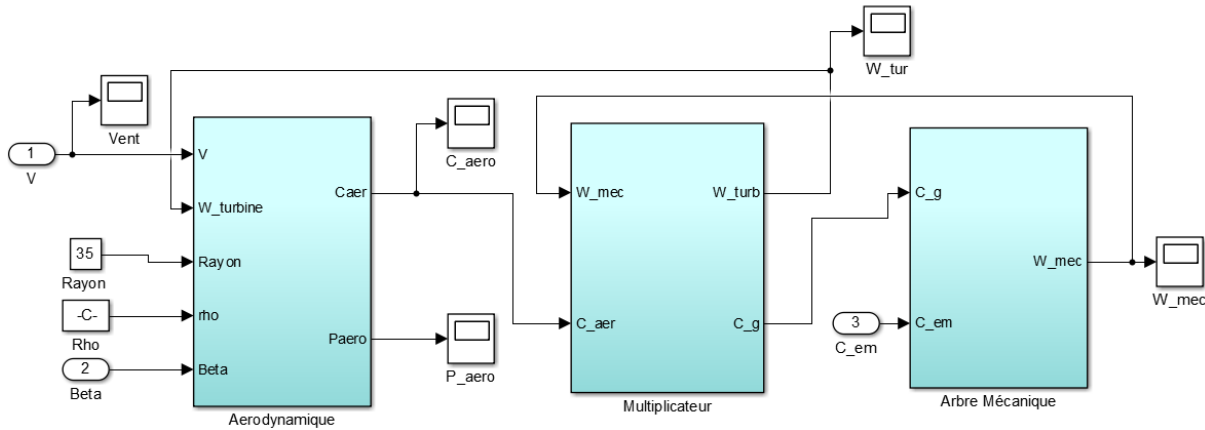 W_tur
Vent
1
V
C_aero
V
W_turbine
Rayon
rho
Beta
Caer
Paero
Aerodynamique
35
Rayon
-C-
Rho
2
Beta
P_aero
W_mec
C_aer
W_turb
C_g
Multiplicateur
C_g
C_em
W_mec
Arbre Mécanique
3
C_em
W_mec